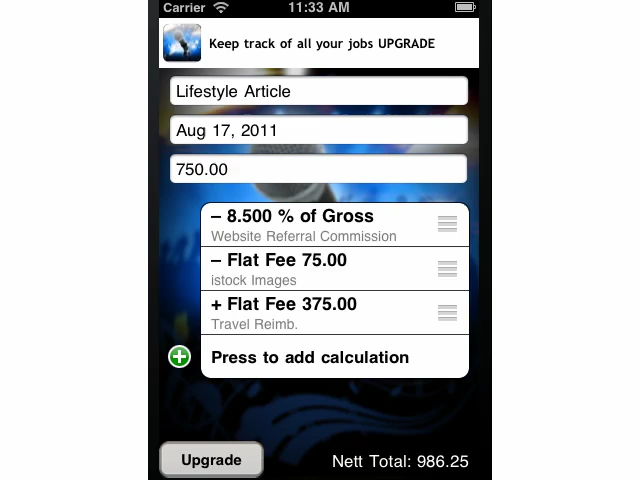 Carrier 11:33 AM
Keep track of all your jobs UPGRADE
Lifestyle Article
Aug 17, 2011
750.00
– 8.500 % of Gross
Website Referral Commission
– Flat Fee 75.00
istock Images
+ Flat Fee 375.00
Travel Reimb.
Press to add calculation
Upgrade Nett Total: 986.25